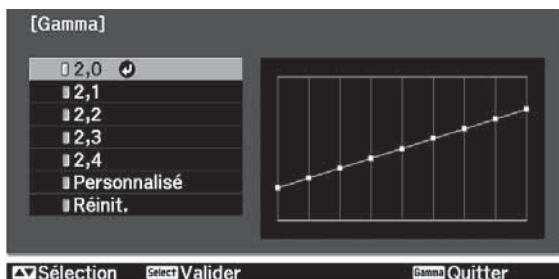 [Gamma]
2,0
2,1
2,2
2,3
2,4
Personnalisé
Réinit.
Sélection Select Valider Gamma Quitter